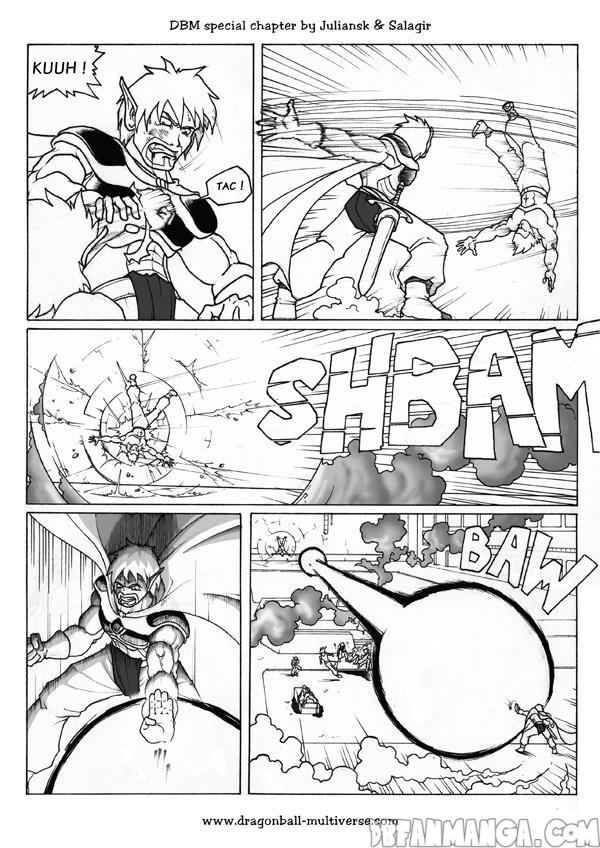 DBM special chapter by Juliansk & Salagir
KUUH !
TAC !
SHBAM
BAW
www.dragonball-multiverse.com
DBFANMANGA.COM